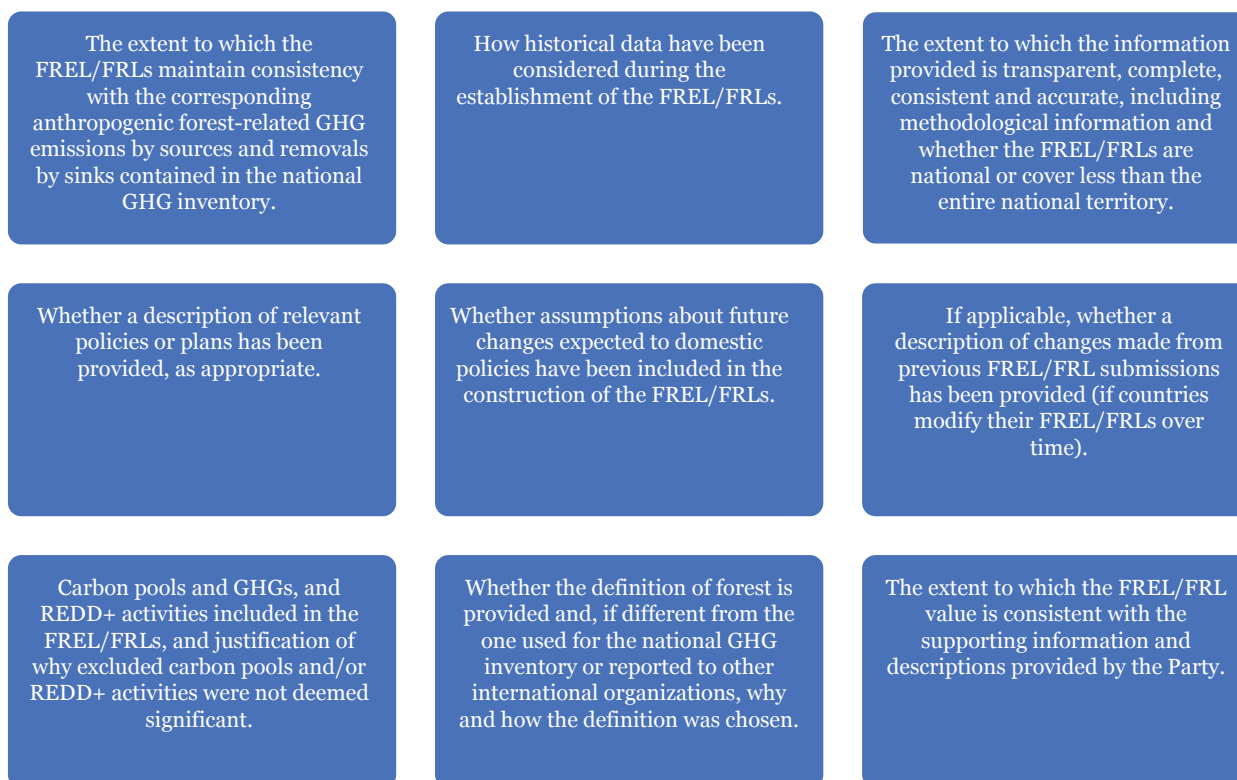 The extent to which the
FREL/FRLs maintain consistency
with the corresponding
anthropogenic forest-related GHG
emissions by sources and removals
by sinks contained in the national
GHG inventory.
How historical data have been
considered during the
establishment of the FREL/FRLs.
The extent to which the information
provided is transparent, complete,
consistent and accurate, including
methodological information and
whether the FREL/FRLs are
national or cover less than the
entire national territory.
Whether a description of relevant
policies or plans has been
provided, as appropriate.
Whether assumptions about future
changes expected to domestic
policies have been included in the
construction of the FREL/FRLs.
If applicable, whether a
description of changes made from
previous FREL/FRL submissions
has been provided (if countries
modify their FREL/FRLs over
time).
Carbon pools and GHGs, and
REDD+ activities included in the
FREL/FRLs, and justification of
why excluded carbon pools and/or
REDD+ activities were not deemed
significant.
Whether the definition of forest is
provided and, if different from the
one used for the national GHG
inventory or reported to other
international organizations, why
and how the definition was chosen.
The extent to which the FREL/FRL
value is consistent with the
supporting information and
descriptions provided by the Party.